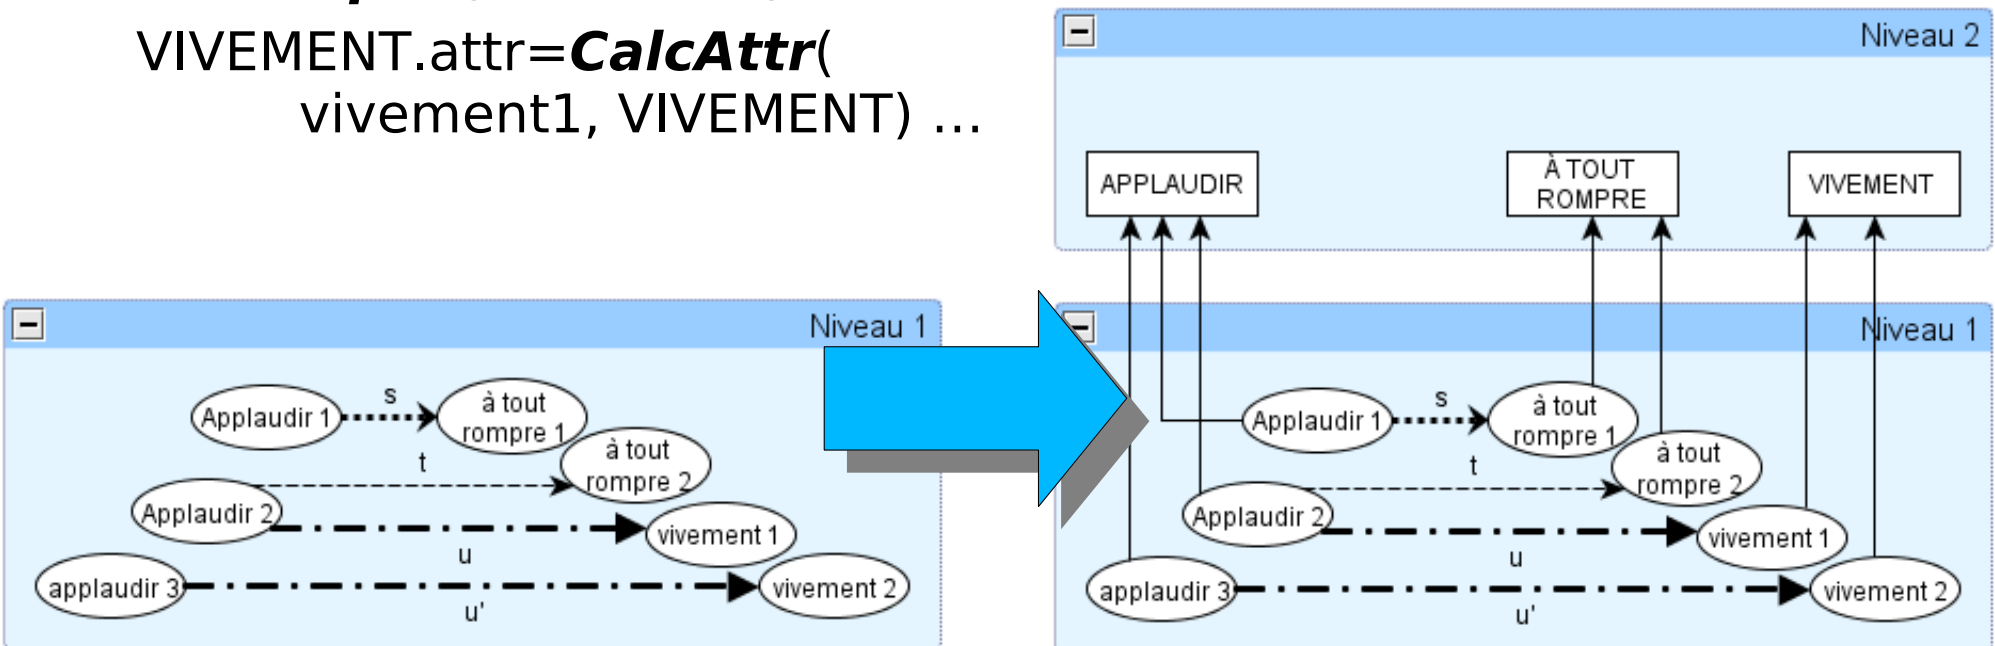 VIVEMENT.attr=CalcAttr(
vivement1, VIVEMENT) ...
Niveau 2
APPLAUDIR
À TOUT
ROMPRE
VIVEMENT
Niveau 1
Applaudir 1
s
à tout
rompre 1
t
à tout
rompre 2
Applaudir 2
vivement 1
u
applaudir 3
vivement 2
u'
Niveau 1
Applaudir 1
s
à tout
rompre 1
t
à tout
rompre 2
Applaudir 2
vivement 1
u
applaudir 3
vivement 2
u'